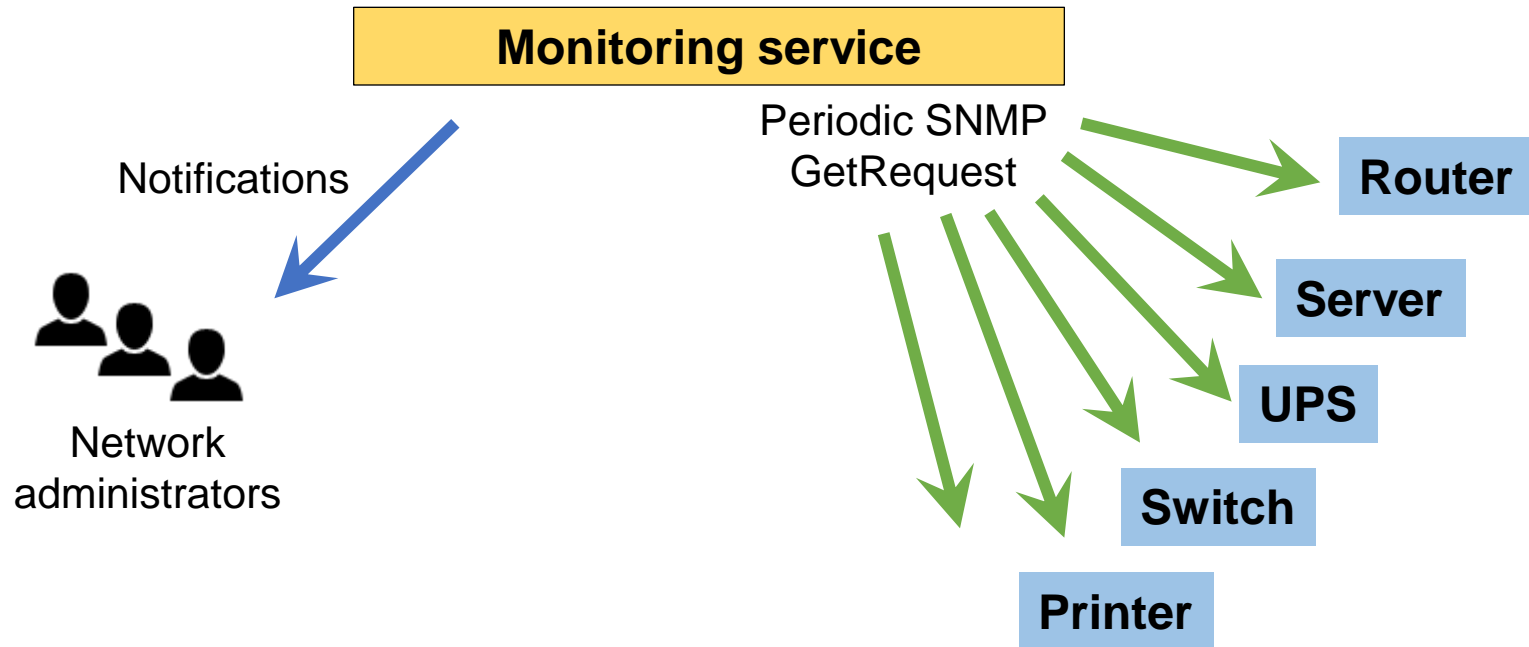 Monitoring service
Periodic SNMP
GetRequest
Notifications
Router
Server
UPS
Network
administrators
Switch
Printer